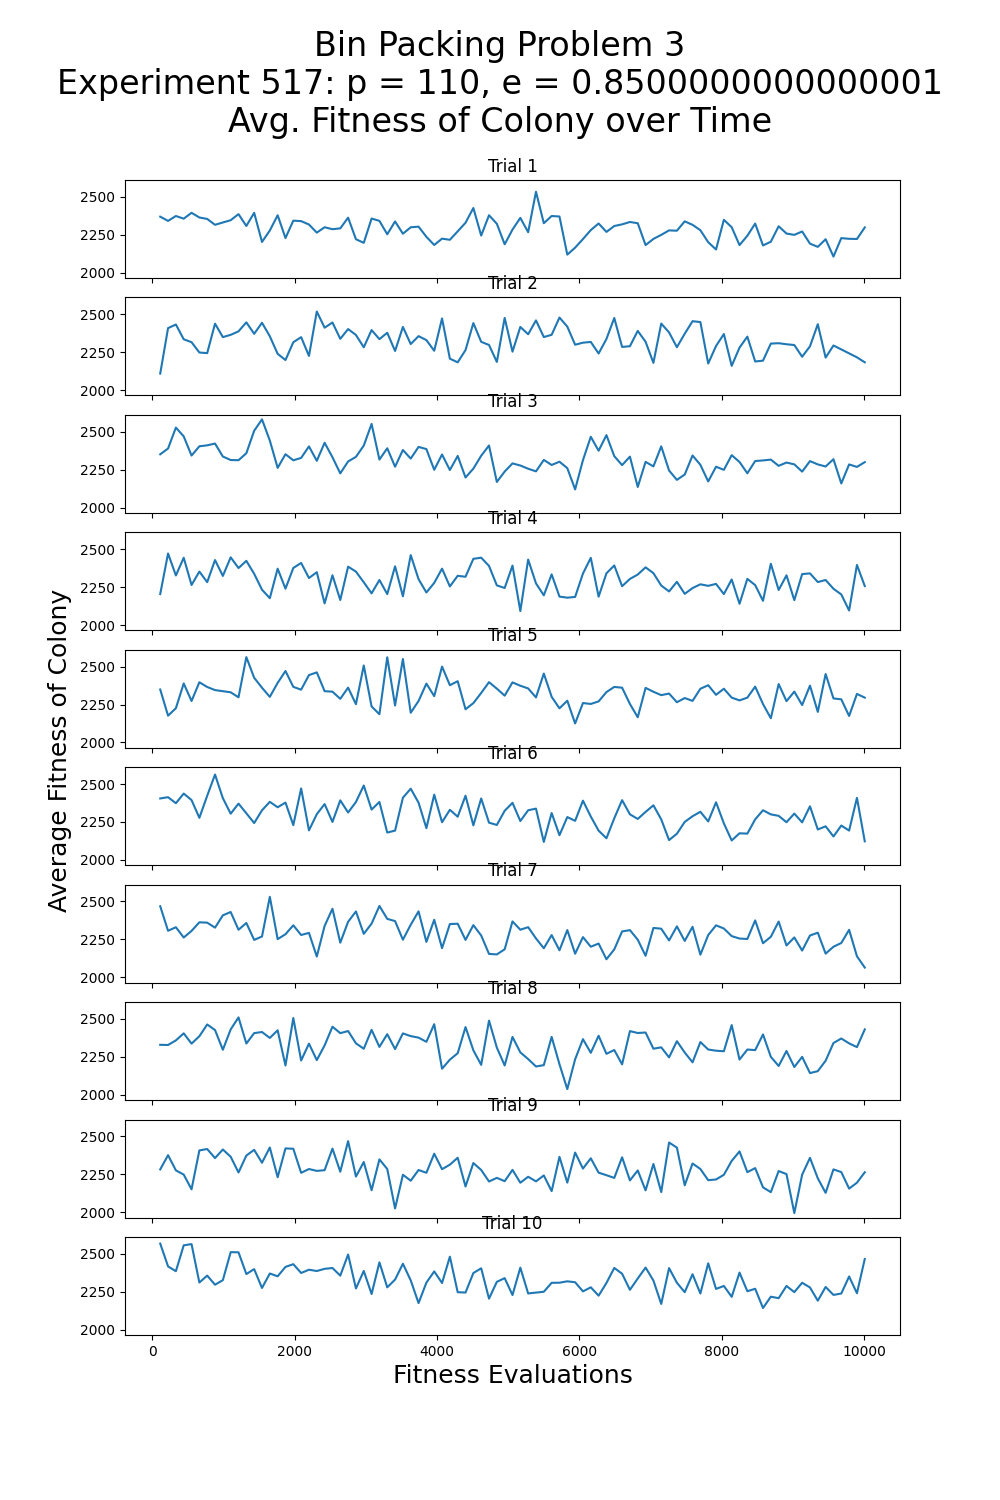 Bin Packing Problem 3
Experiment 517: p = 110, e = 0.8500000000000001
Avg. Fitness of Colony over Time
Trial 1
2500
2250
2000
Trial 2
2500
2250
2000
Trial 3
2500
2250
2000
Trial 4
2500
2250
2000
Trial 5
2500
2250
2000
Trial 6
2500
2250
2000
Trial 7
2500
2250
2000
Trial 8
2500
2250
2000
Trial 9
2500
2250
2000
Trial 10
2500
2250
2000
0 2000 4000 6000 8000 10000
Fitness Evaluations
Average Fitness of Colony